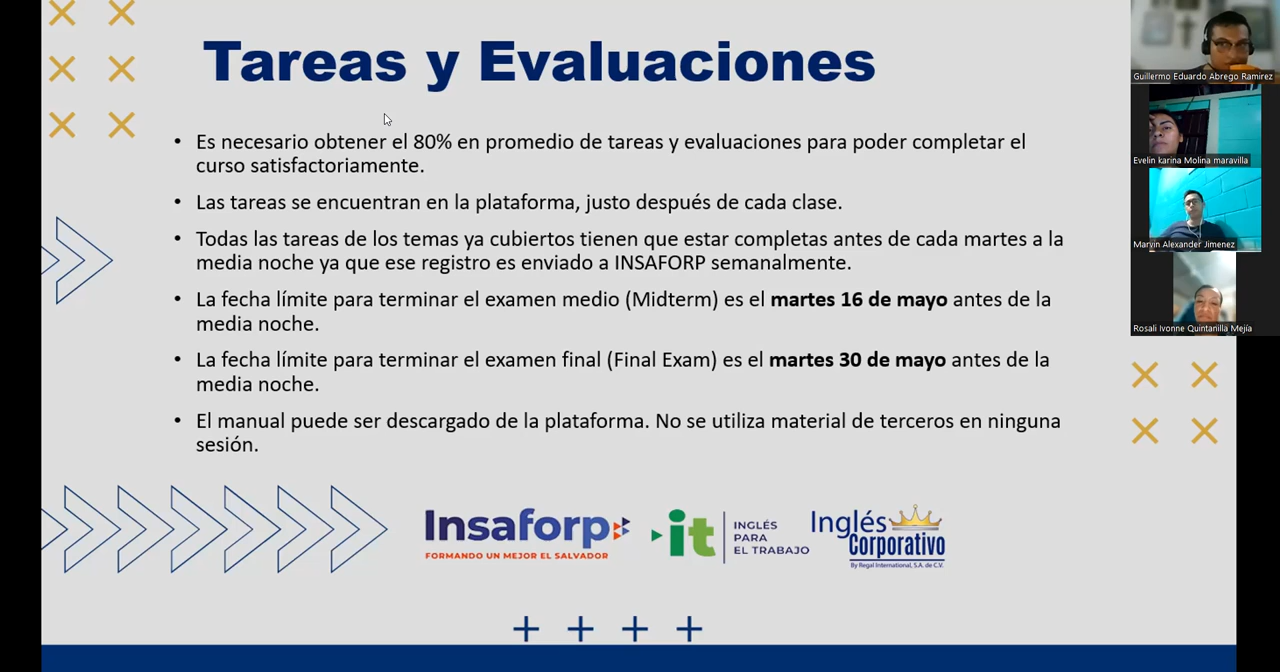 Tareas y Evaluaciones
• Es necesario obtener el 80% en promedio de tareas y evaluaciones para poder completar el
curso satisfactoriamente.
• Las tareas se encuentran en la plataforma, justo después de cada clase.
• Todas las tareas de los temas ya cubiertos tienen que estar completas antes de cada martes a la
media noche ya que ese registro es enviado a INSAFORP semanalmente.
• La fecha límite para terminar el examen medio (Midterm) es el martes 16 de mayo antes de la
media noche.
• La fecha límite para terminar el examen final (Final Exam) es el martes 30 de mayo antes de la
media noche.
• El manual puede ser descargado de la plataforma. No se utiliza material de terceros en ninguna
sesión.
Insaforp
FORMANDO UN MEJOR EL SALVADOR
it
INGLÉS
PARA
EL TRABAJO
Inglés
Corporativo
By Regal International, S.A. de C.V.
Guillermo Eduardo Abrego Ramirez
Evelin karina Molina maravilla
Marvin Alexander Jimenez
Rosali Ivonne Quintanilla Mejía